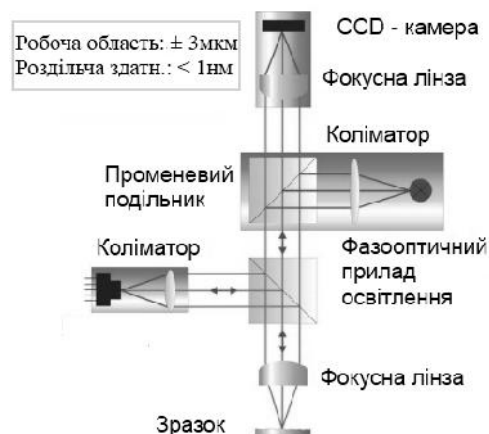 Робоча область: ± 3мкм
Роздільча здатн.: < 1нм
CCD - камера
Фокусна лінза
Коліматор
Променевий
подільник
Коліматор
Фазооптичний
прилад
освітлення
Фокусна лінза
Зразок